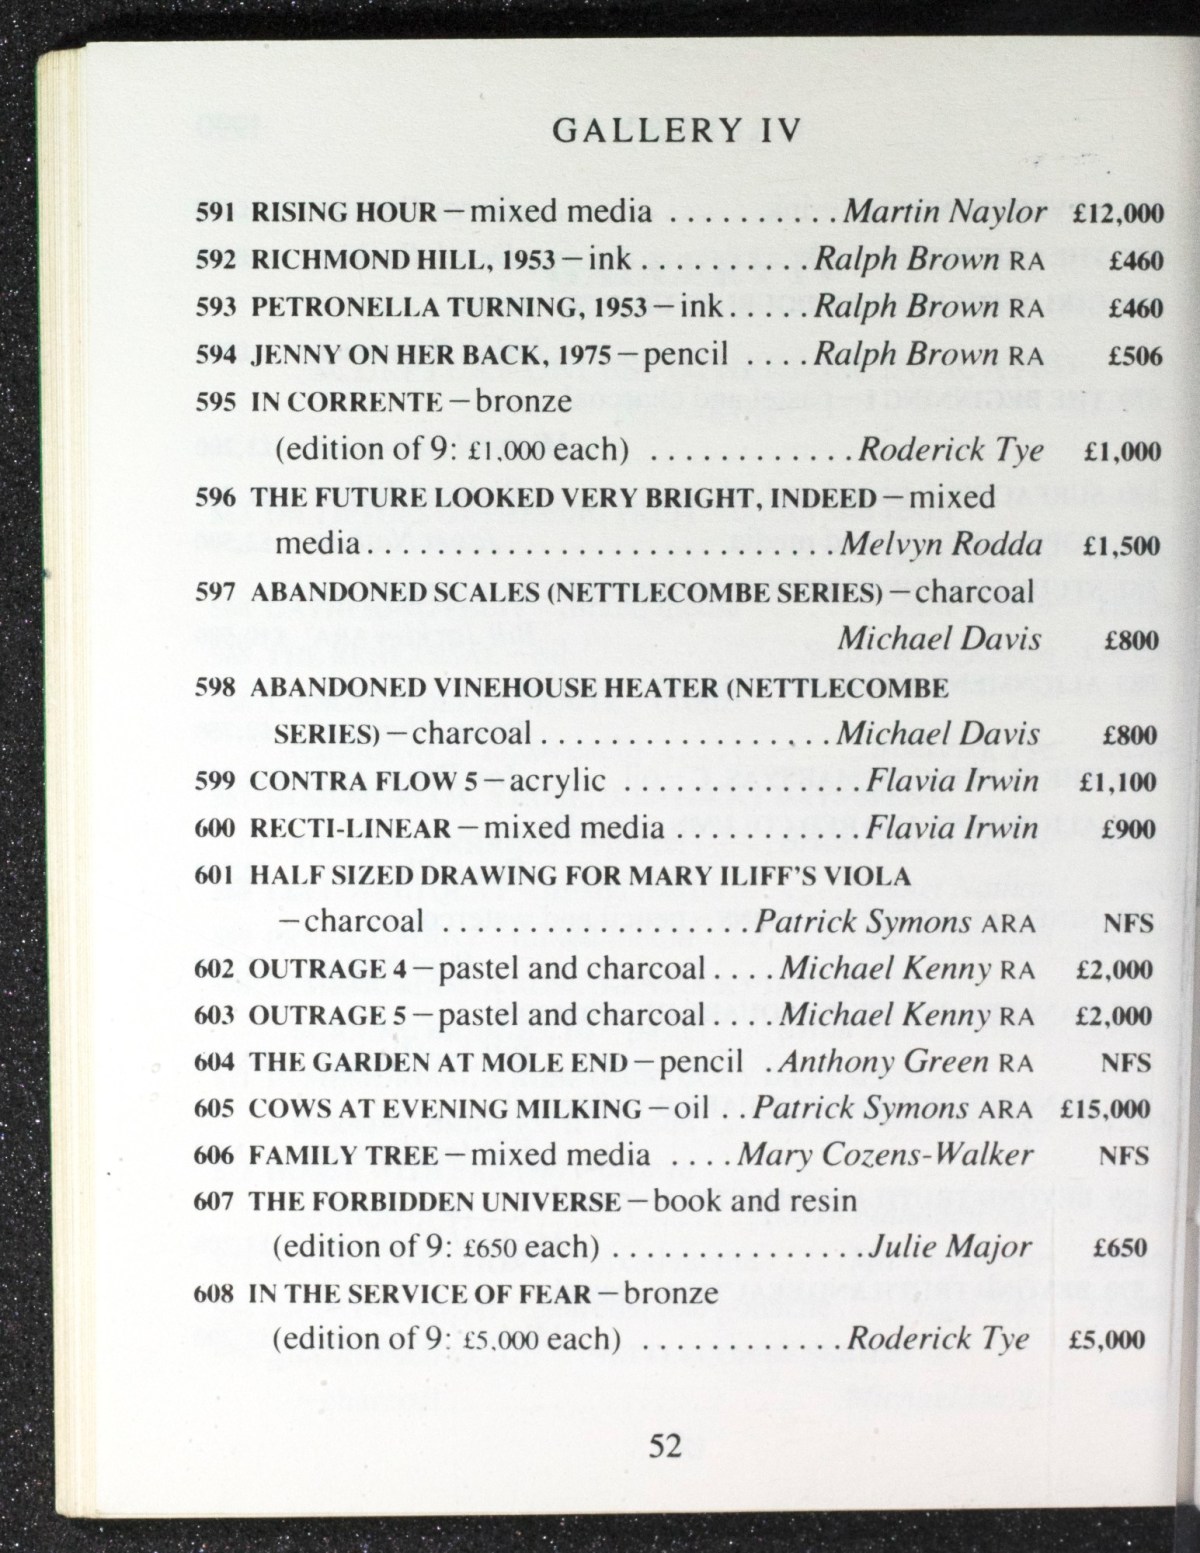 GALLERY IV
591 RISING HOUR – mixed media .......... Martin Naylor £12,000
592 RICHMOND HILL, 1953 – ink .......... Ralph Brown RA £460
593 PETRONELLA TURNING, 1953 – ink ..... Ralph Brown RA £460
594 JENNY ON HER BACK, 1975 – pencil .... Ralph Brown RA £506
595 IN CORRENTE – bronze
(edition of 9: £1,000 each) ............ Roderick Tye £1,000
596 THE FUTURE LOOKED VERY BRIGHT, INDEED – mixed
media ......................... Melvyn Rodda £1,500
597 ABANDONED SCALES (NETTLECOMBE SERIES) – charcoal
Michael Davis £800
598 ABANDONED VINEHOUSE HEATER (NETTLECOMBE
SERIES) – charcoal ................. Michael Davis £800
599 CONTRA FLOW 5 – acrylic .............. Flavia Irwin £1,100
600 RECTI-LINEAR – mixed media ........... Flavia Irwin £900
601 HALF SIZED DRAWING FOR MARY ILIFF'S VIOLA
– charcoal .................. Patrick Symons ARA NFS
602 OUTRAGE 4 – pastel and charcoal .... Michael Kenny RA £2,000
603 OUTRAGE 5 – pastel and charcoal .... Michael Kenny RA £2,000
604 THE GARDEN AT MOLE END – pencil . Anthony Green RA NFS
605 COWS AT EVENING MILKING – oil .. Patrick Symons ARA £15,000
606 FAMILY TREE – mixed media .... Mary Cozens-Walker NFS
607 THE FORBIDDEN UNIVERSE – book and resin
(edition of 9: £650 each) ............... Julie Major £650
608 IN THE SERVICE OF FEAR – bronze
(edition of 9: £5,000 each) ............ Roderick Tye £5,000
52